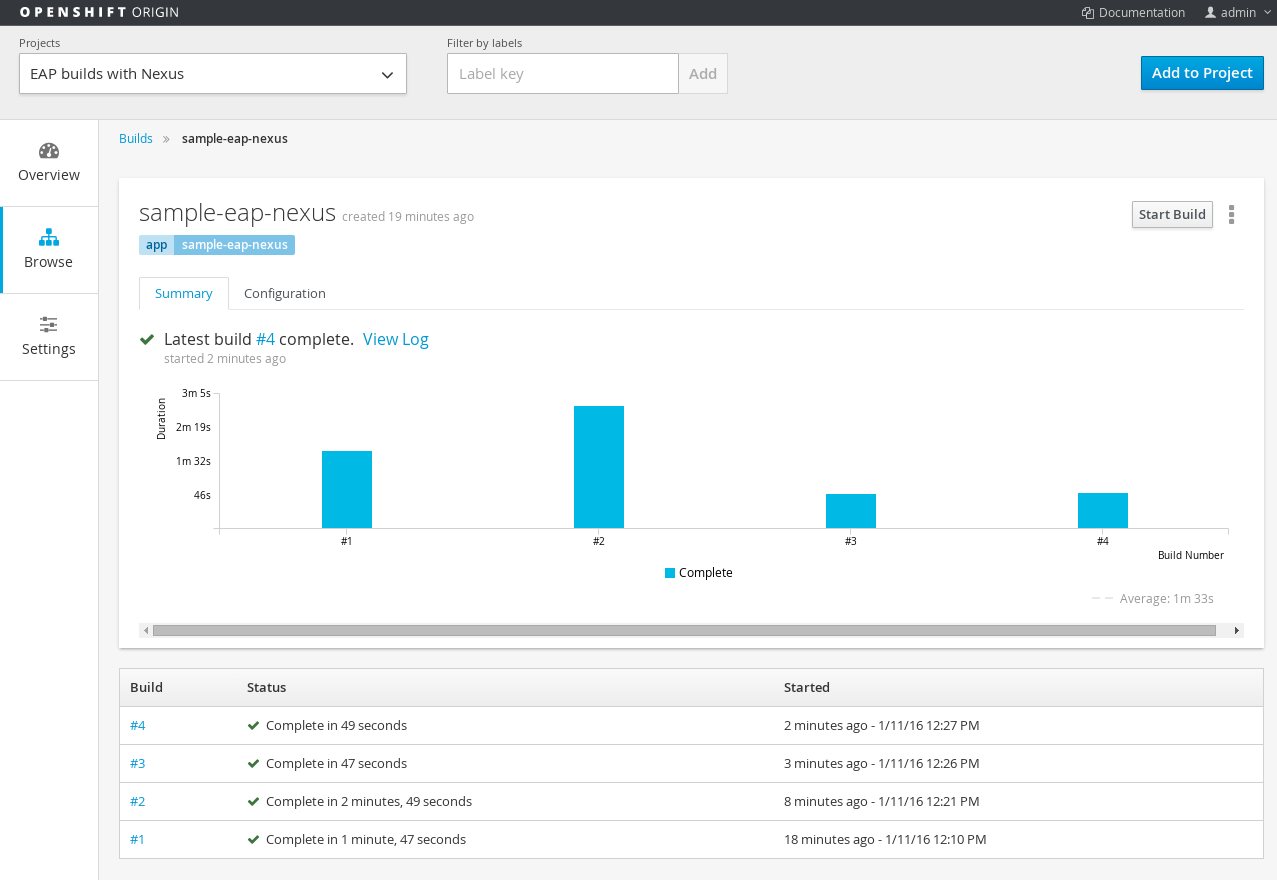 OPENSHIFT ORIGIN Documentation admin
Projects Filter by labels
EAP builds with Nexus Label key Add Add to Project
Builds » sample-eap-nexus
Overview
sample-eap-nexus created 19 minutes ago Start Build
app sample-eap-nexus
Browse
Summary Configuration
Latest build #4 complete. View Log
started 2 minutes ago
Settings
3m 5s
Duration
2m 19s
1m 32s
46s
#1 #2 #3 #4
Build Number
Complete
Average: 1m 33s
Build Status Started
#4 Complete in 49 seconds 2 minutes ago - 1/11/16 12:27 PM
#3 Complete in 47 seconds 3 minutes ago - 1/11/16 12:26 PM
#2 Complete in 2 minutes, 49 seconds 8 minutes ago - 1/11/16 12:21 PM
#1 Complete in 1 minute, 47 seconds 18 minutes ago - 1/11/16 12:10 PM